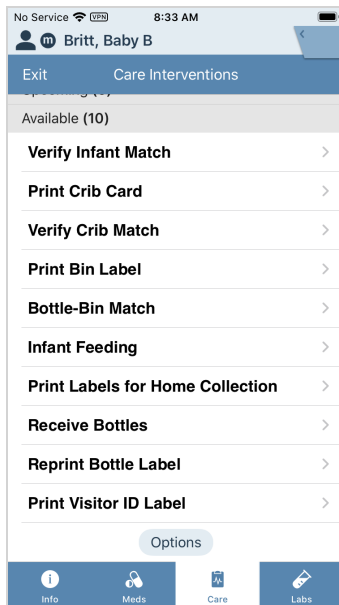 No Service VPN 8:33 AM
m Britt, Baby B
Exit Care Interventions
Available (10)
Verify Infant Match
Print Crib Card
Verify Crib Match
Print Bin Label
Bottle-Bin Match
Infant Feeding
Print Labels for Home Collection
Receive Bottles
Reprint Bottle Label
Print Visitor ID Label
Options
Info Meds Care Labs